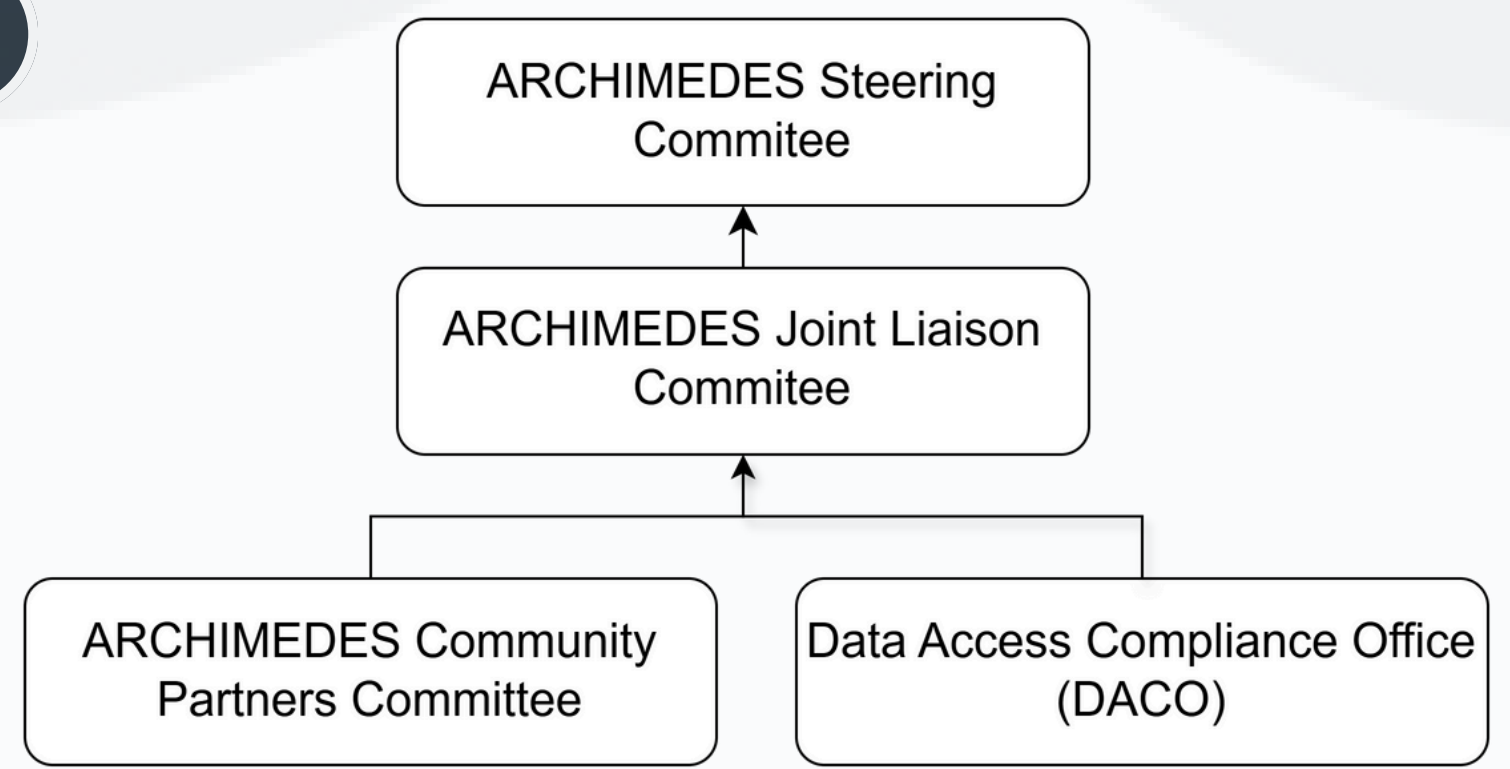 ARCHIMEDES Steering
Commitee
ARCHIMEDES Joint Liaison
Commitee
ARCHIMEDES Community
Partners Committee
Data Access Compliance Office
(DACO)